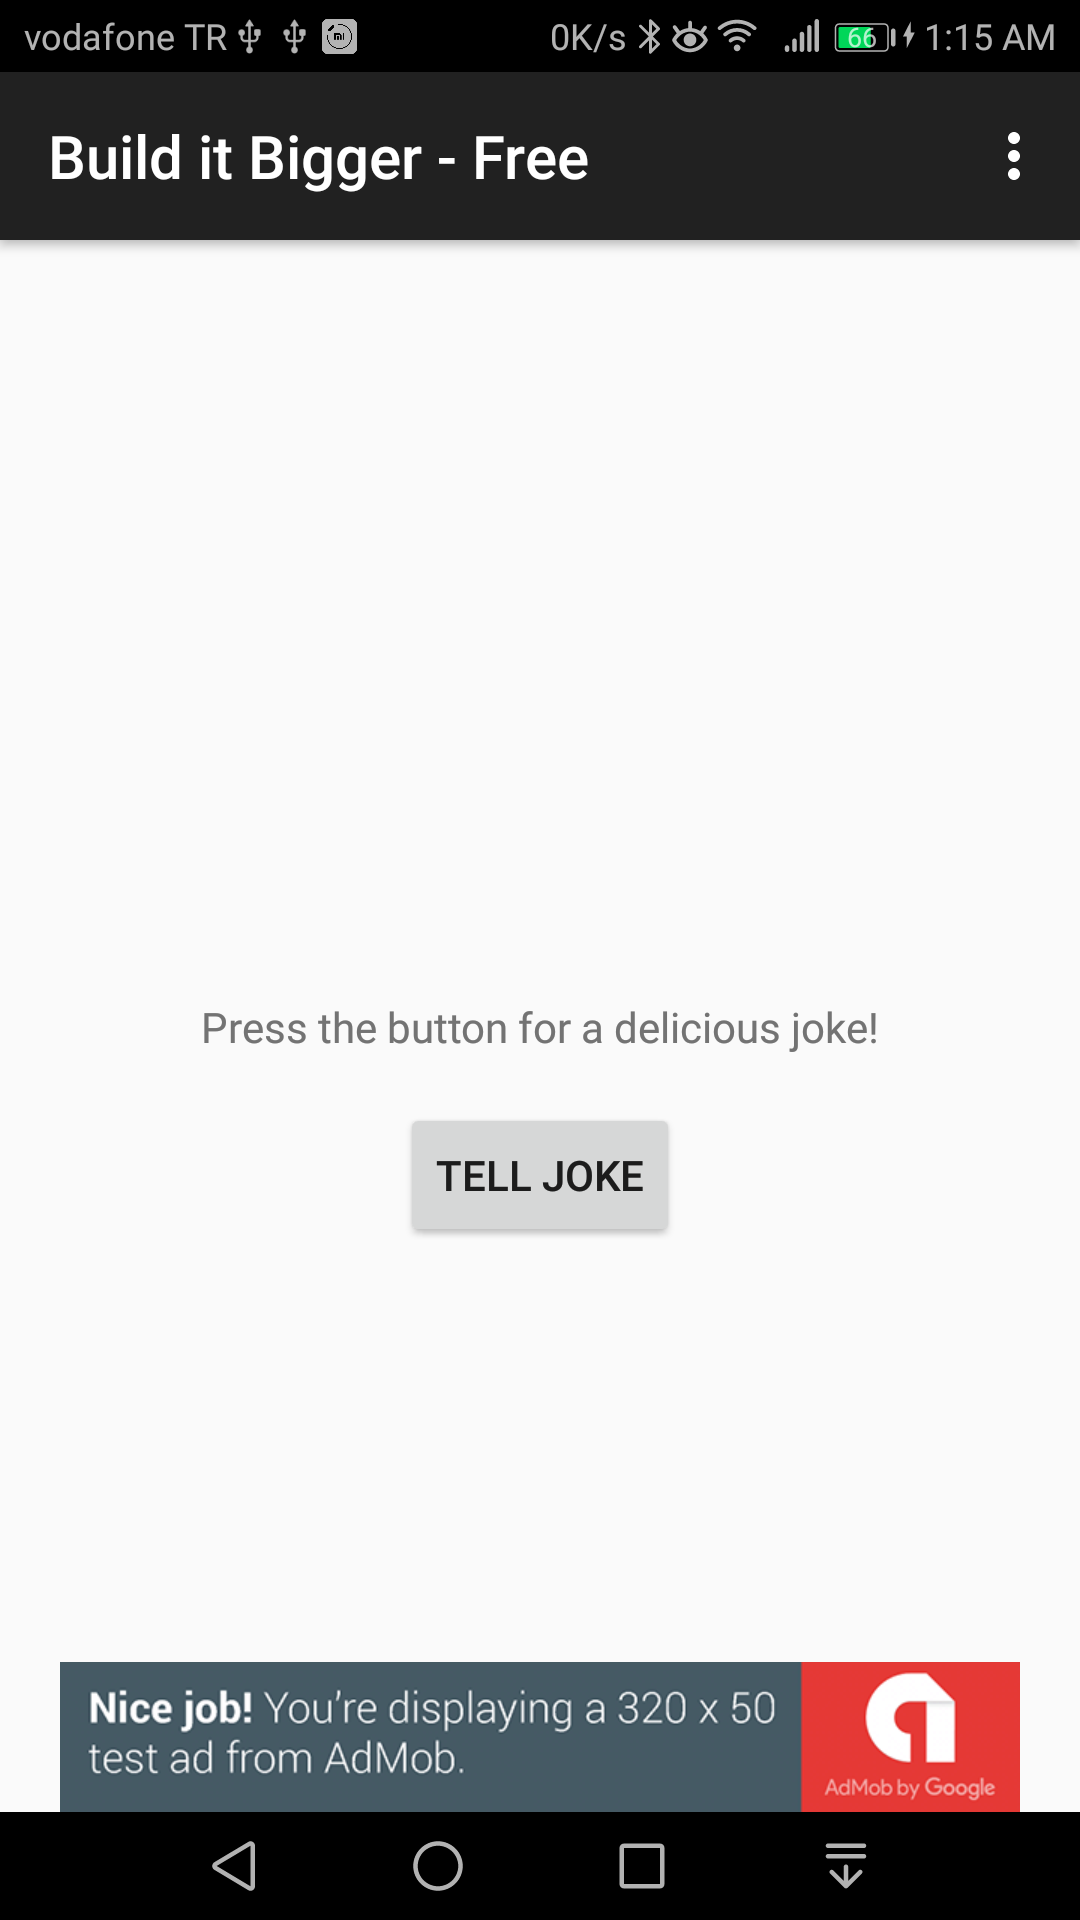 vodafone TR 0K/s 66 1:15 AM
Build it Bigger - Free
Press the button for a delicious joke!
TELL JOKE
Nice job! You're displaying a 320 x 50
test ad from AdMob.
AdMob by Google